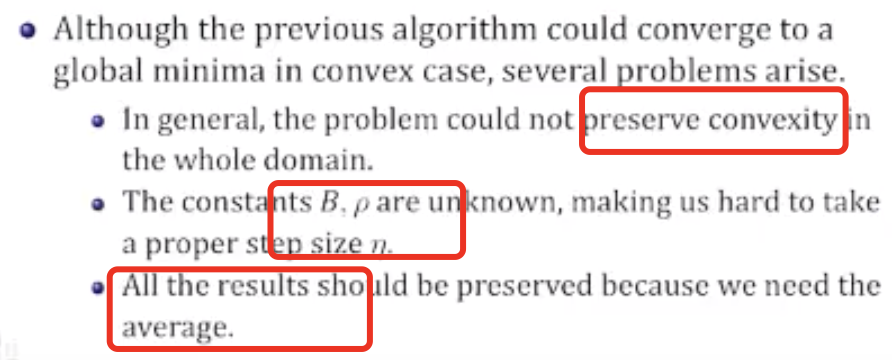 Although the previous algorithm could converge to a
global minima in convex case, several problems arise.
In general, the problem could not preserve convexity in
the whole domain.
The constants B, ρ are unknown, making us hard to take
a proper step size η.
All the results should be preserved because we need the
average.